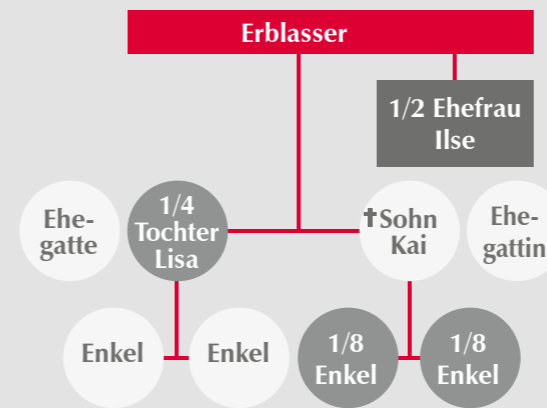 Erblasser
1/2 Ehefrau
Ilse
Ehe-
gatte
1/4
Tochter
Lisa
✝Sohn
Kai
Ehe-
gattin
Enkel
Enkel
1/8
Enkel
1/8
Enkel